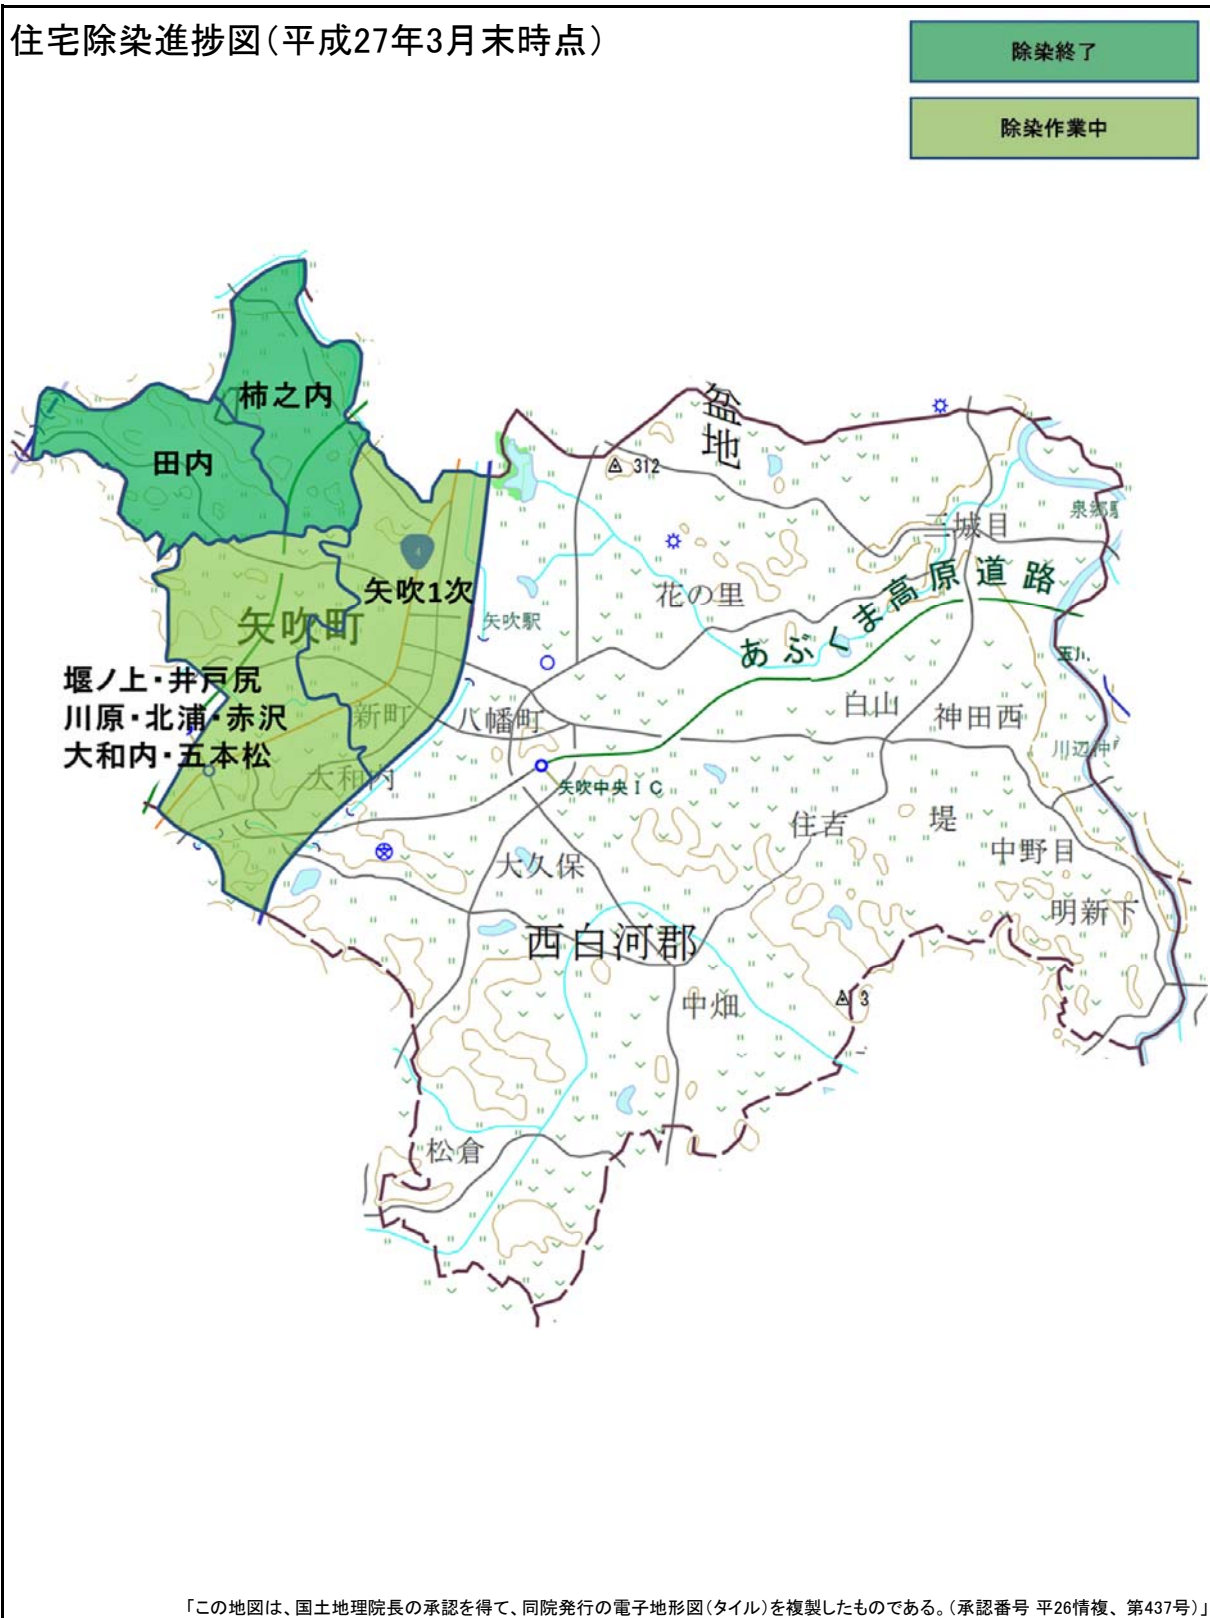 住宅除染進捗図(平成27年3月末時点)
除染終了
除染作業中
柿之内
田内
盆地
312
三城目
泉郷駅
4
矢吹1次
花の里
矢吹町
矢吹駅
あぶくま高原道路
堰ノ上・井戸尻
川原・北浦・赤沢
大和内・五本松
新町
八幡町
白山
神田西
大和内
矢吹中央IC
住吉
堤
中野目
大久保
明新下
西白河郡
中畑
3
松倉
「この地図は、国土地理院長の承認を得て、同院発行の電子地形図(タイル)を複製したものである。(承認番号 平26情複、 第437号)」